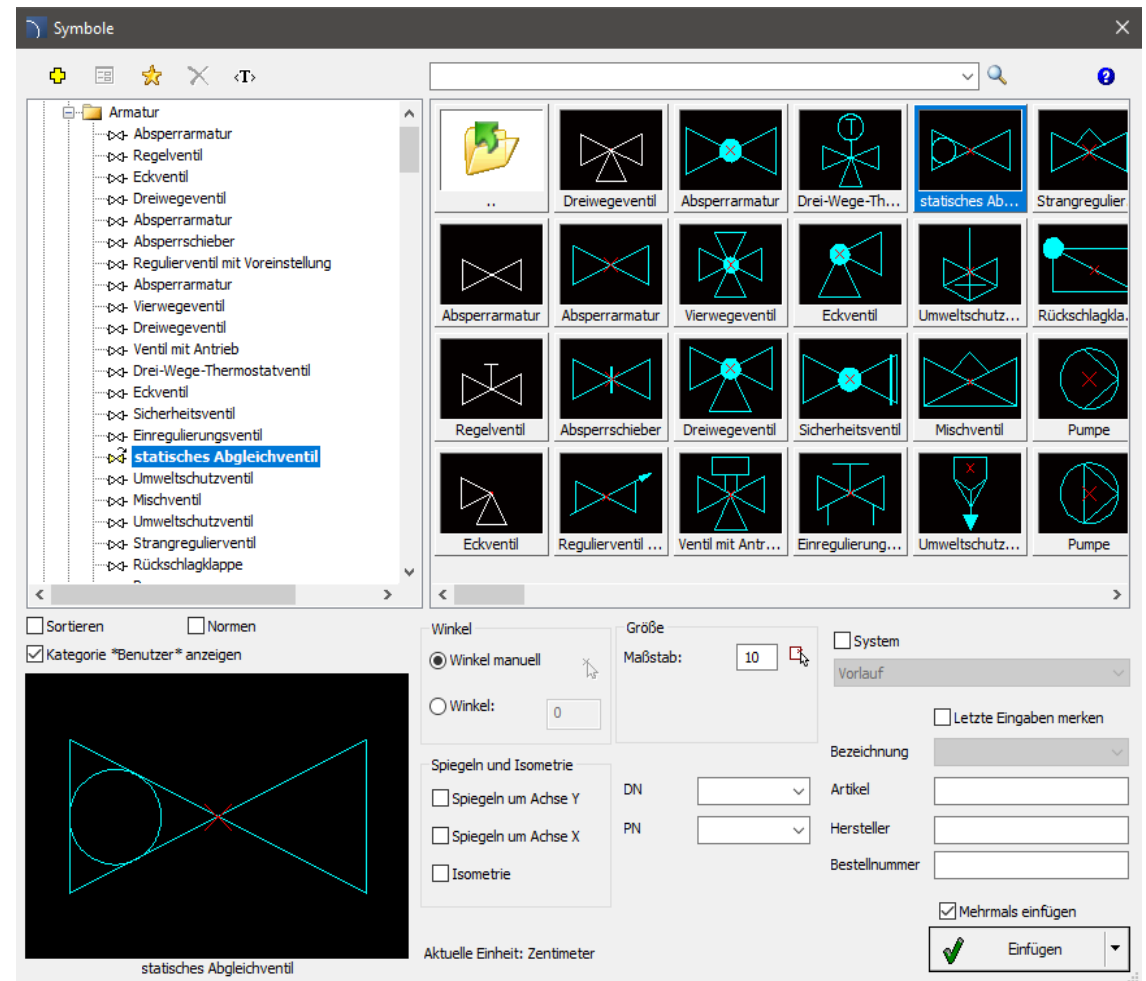 Symbole
<T>
Armatur
Absperrarmatur
Regelventil
Eckventil
Dreiwegeventil
Absperrarmatur
Absperrschieber
Regulierventil mit Voreinstellung
Absperrarmatur
Vierwegeventil
Dreiwegeventil
Ventil mit Antrieb
Drei-Wege-Thermostatventil
Eckventil
Sicherheitsventil
Einregulierungsventil
statisches Abgleichventil
Umweltschutzventil
Mischventil
Umweltschutzventil
Strangregulierventil
Rückschlagklappe
T
.. Dreiwegeventil Absperrarmatur Drei-Wege-Th... statisches Ab... Strangregulier
Absperrarmatur Absperrarmatur Vierwegeventil Eckventil Umweltschutz... Rückschlagkla.
Regelventil Absperrschieber Dreiwegeventil Sicherheitsventil Mischventil Pumpe
Eckventil Regulierventil ... Ventil mit Antr... Einregulierung... Umweltschutz... Pumpe
Sortieren Normen
Kategorie *Benutzer* anzeigen
statisches Abgleichventil
Winkel
Winkel manuell
Winkel: 0
Größe
Maßstab: 10
System
Vorlauf
Letzte Eingaben merken
Spiegeln und Isometrie
Spiegeln um Achse Y
Spiegeln um Achse X
Isometrie
DN
PN
Bezeichnung
Artikel
Hersteller
Bestellnummer
Mehrmals einfügen
Aktuelle Einheit: Zentimeter
Einfügen